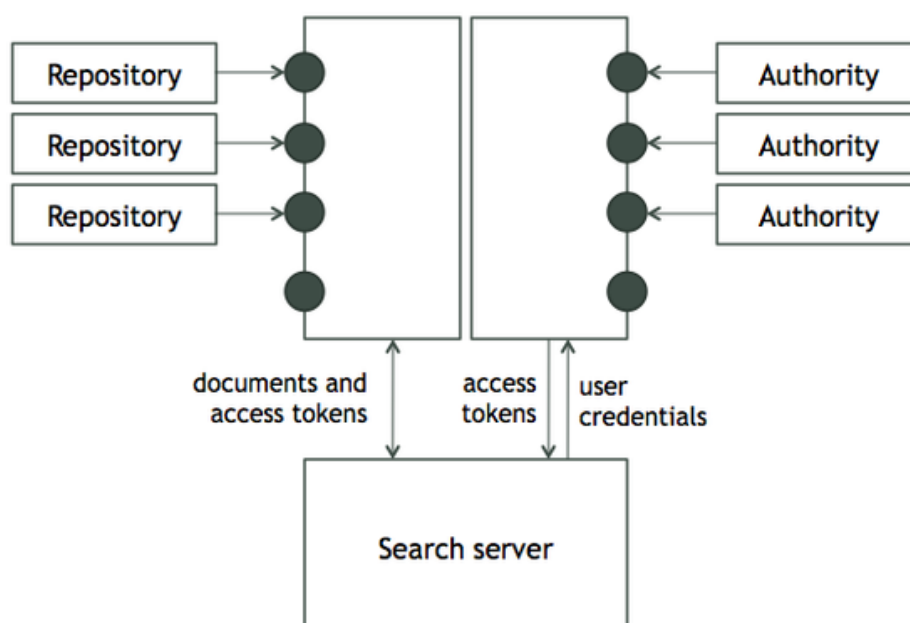 Repository
Authority
Repository
Authority
Repository
Authority
documents and
access tokens
access
tokens
user
credentials
Search server